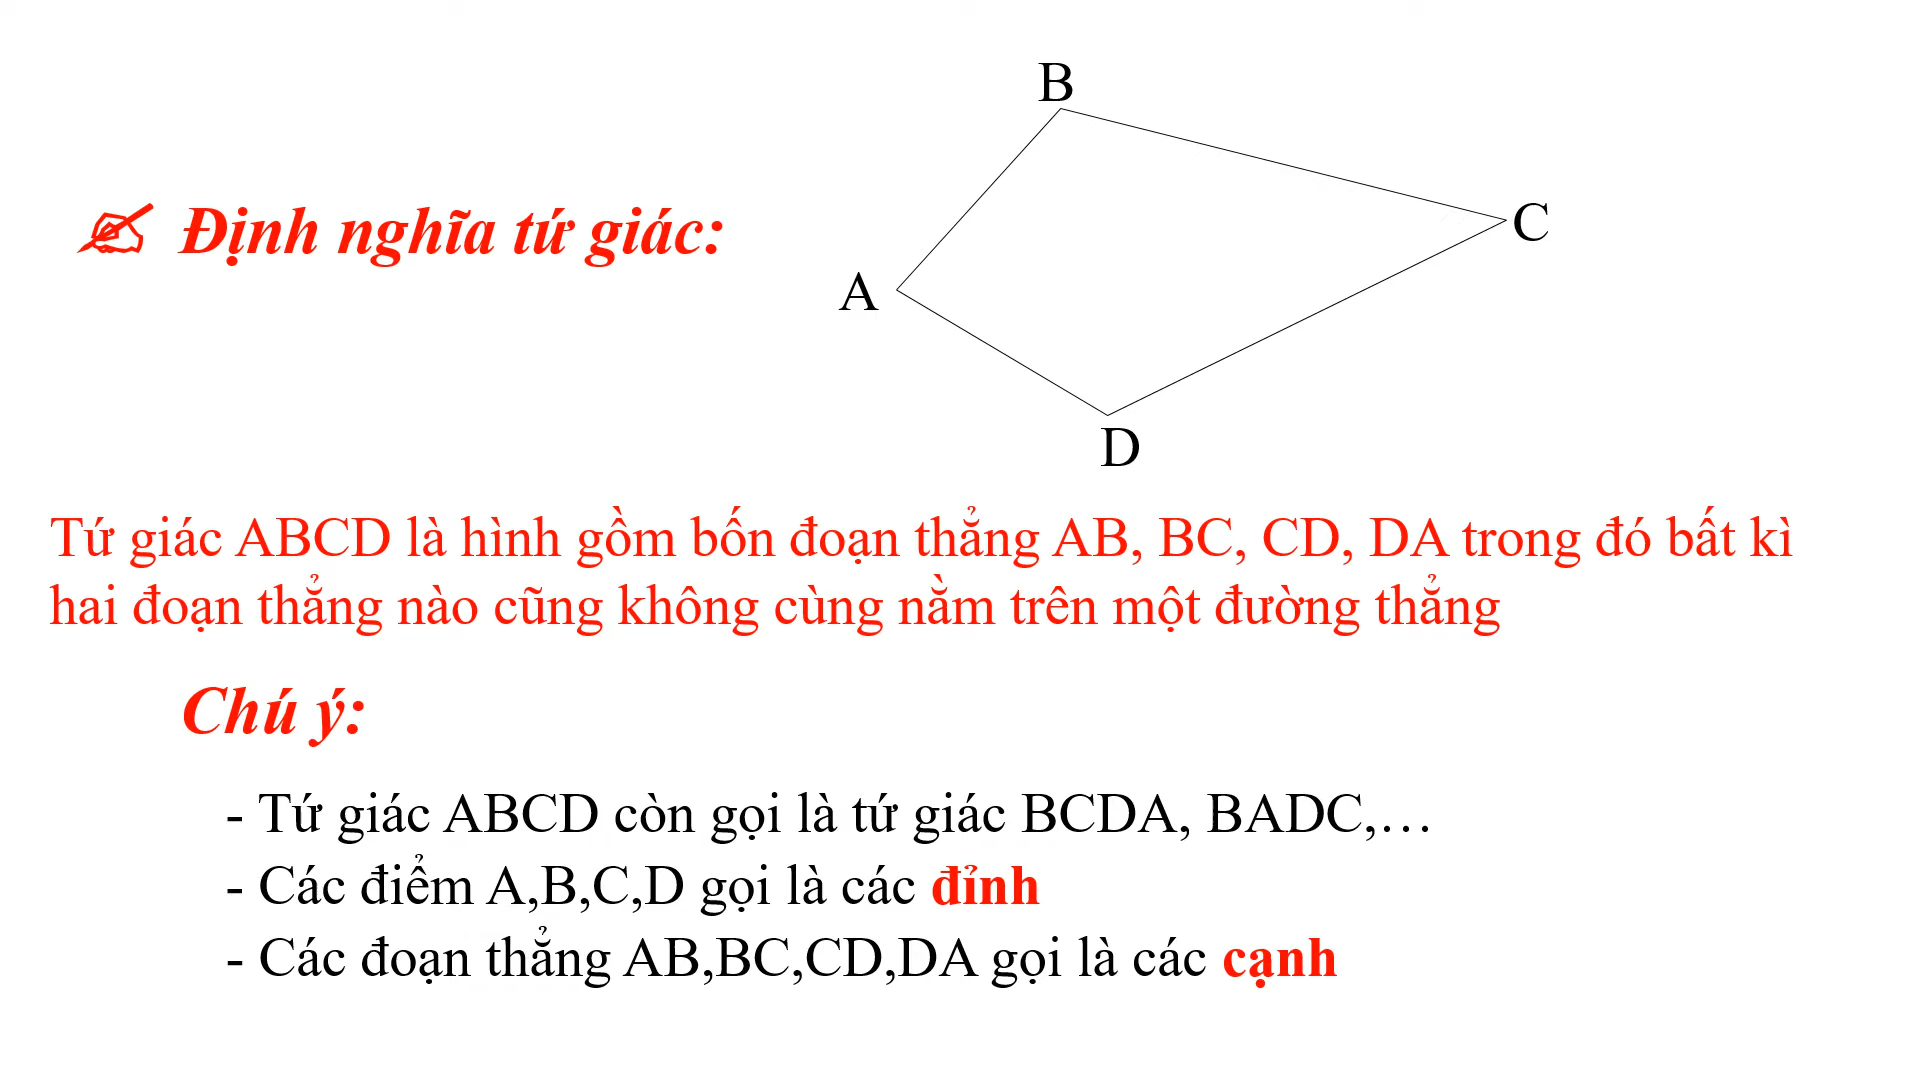 B
Định nghĩa tứ giác:
C
A
D
Tứ giác ABCD là hình gồm bốn đoạn thẳng AB, BC, CD, DA trong đó bất kì
hai đoạn thẳng nào cũng không cùng nằm trên một đường thẳng
Chú ý:
- Tứ giác ABCD còn gọi là tứ giác BCDA, BADC,…
- Các điểm A,B,C,D gọi là các đỉnh
- Các đoạn thẳng AB,BC,CD,DA gọi là các cạnh